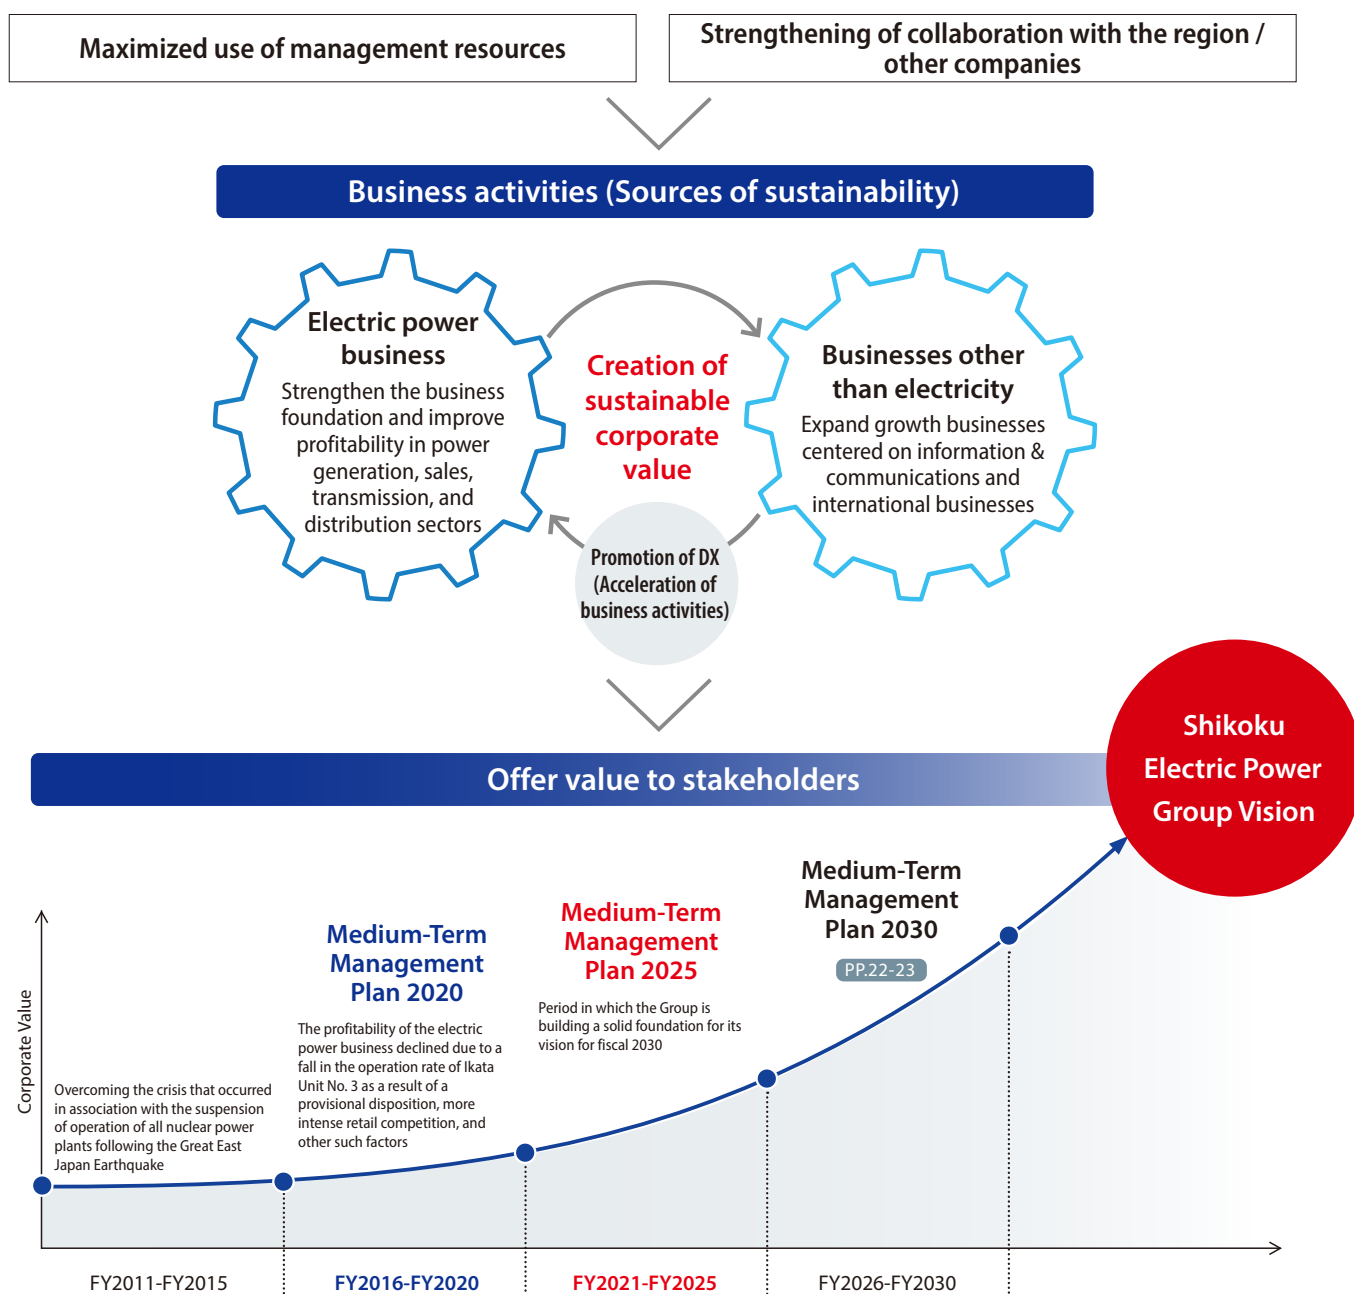 Maximized use of management resources
Strengthening of collaboration with the region /
other companies
Business activities (Sources of sustainability)
Electric power
business
Strengthen the business
foundation and improve
profitability in power
generation, sales,
transmission, and
distribution sectors
Creation of
sustainable
corporate
value
Businesses other
than electricity
Expand growth businesses
centered on information &
communications and
international businesses
Promotion of DX
(Acceleration of
business activities)
Shikoku
Electric Power
Group Vision
Offer value to stakeholders
Corporate Value
Overcoming the crisis that occurred
in association with the suspension
of operation of all nuclear power
plants following the Great East
Japan Earthquake
Medium-Term
Management
Plan 2020
The profitability of the electric
power business declined due to a
fall in the operation rate of Ikata
Unit No. 3 as a result of a
provisional disposition, more
intense retail competition, and
other such factors
Medium-Term
Management
Plan 2025
Period in which the Group is
building a solid foundation for its
vision for fiscal 2030
Medium-Term
Management
Plan 2030
PP.22-23
FY2011-FY2015
FY2016-FY2020
FY2021-FY2025
FY2026-FY2030